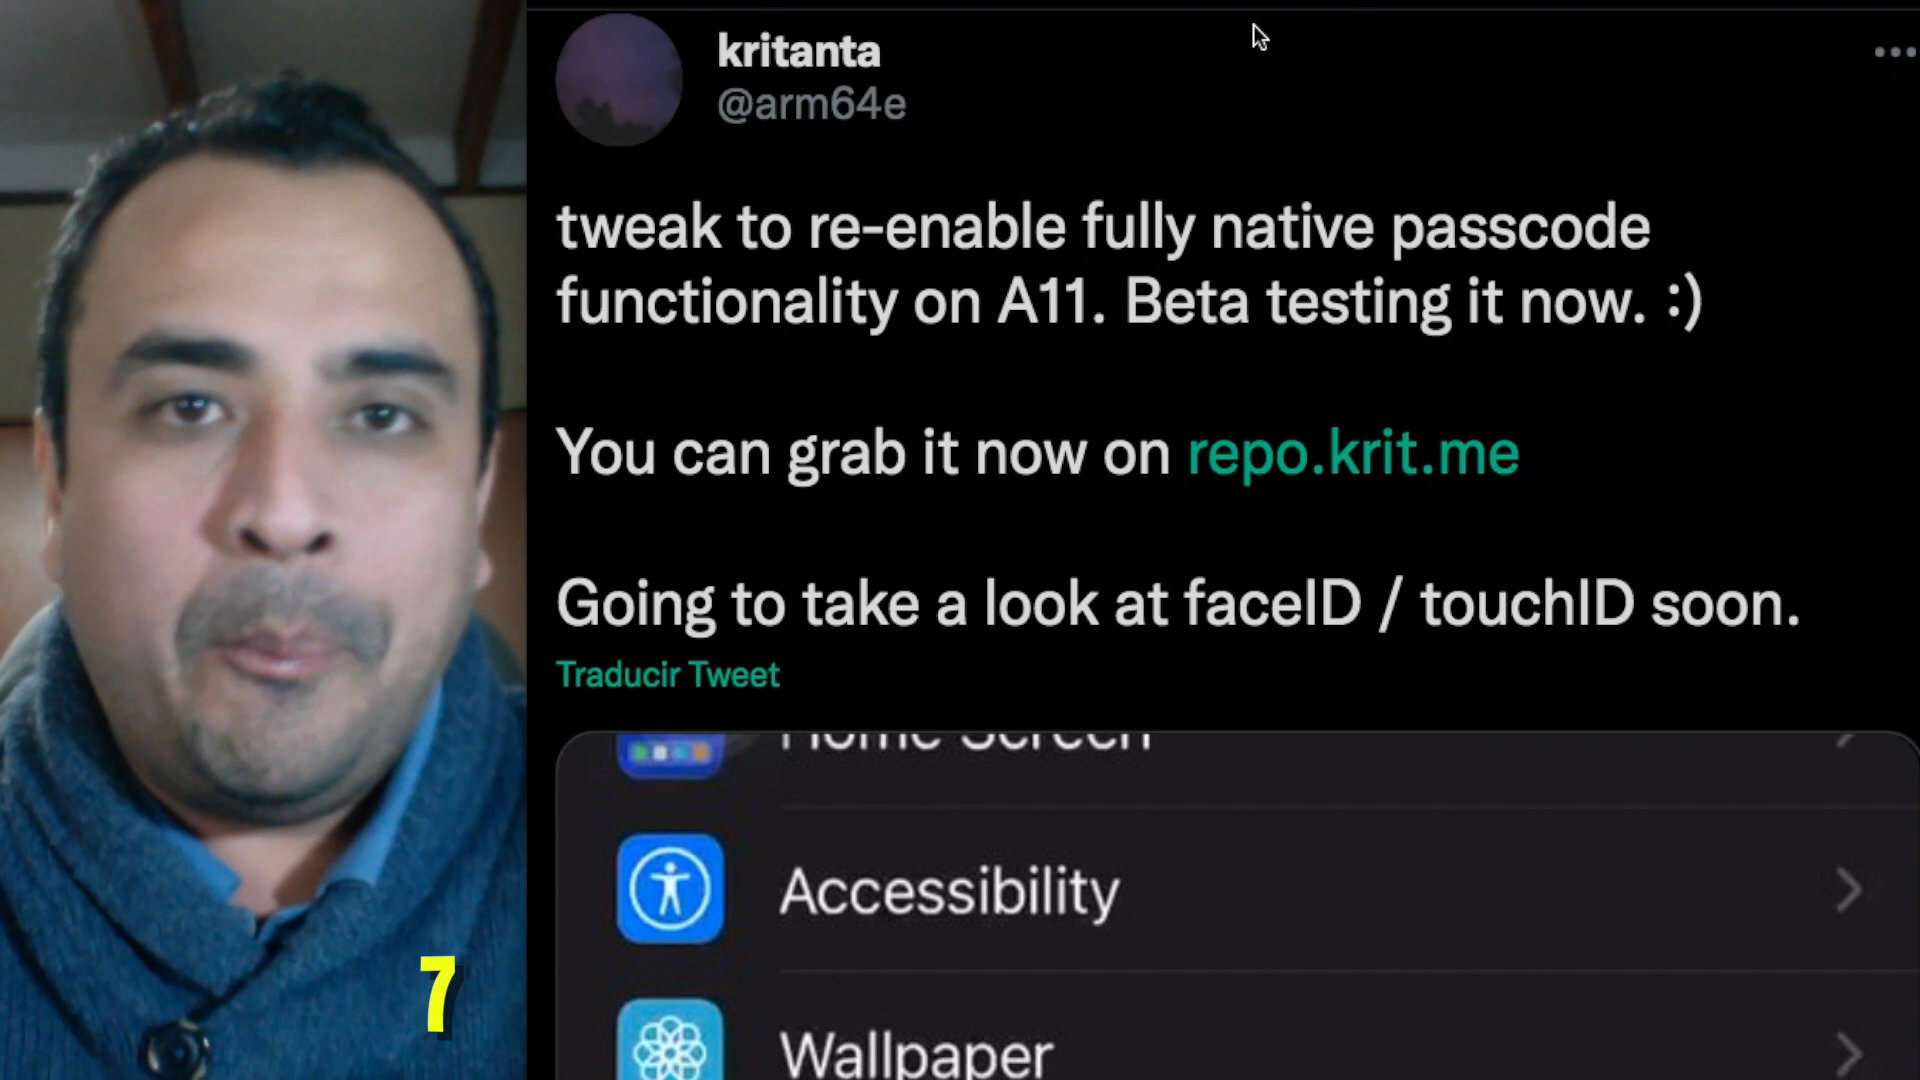 kritanta
@arm64e
tweak to re-enable fully native passcode
functionality on A11. Beta testing it now. :)
You can grab it now on repo.krit.me
Going to take a look at faceID / touchID soon.
Traducir Tweet
Home Screen
Accessibility
Wallpaper
7